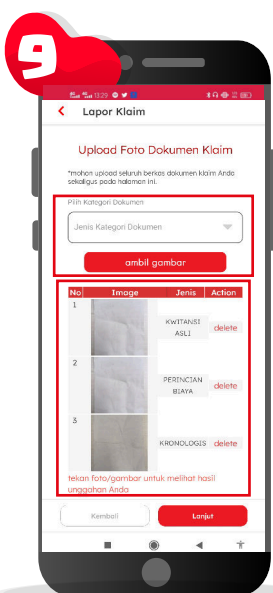 9
13:29
Lapor Klaim
Upload Foto Dokumen Klaim
*mohon upload seluruh berkas dokumen klaim Anda
sekaligus pada halaman ini.
Pilih Kategori Dokumen
Jenis Kategori Dokumen
ambil gambar
No Image Jenis Action
1
KWITANSI
ASLI
delete
2
PERINCIAN
BIAYA
delete
3
KRONOLOGIS delete
tekan foto/gambar untuk melihat hasil
unggahan Anda
Kembali Lanjut